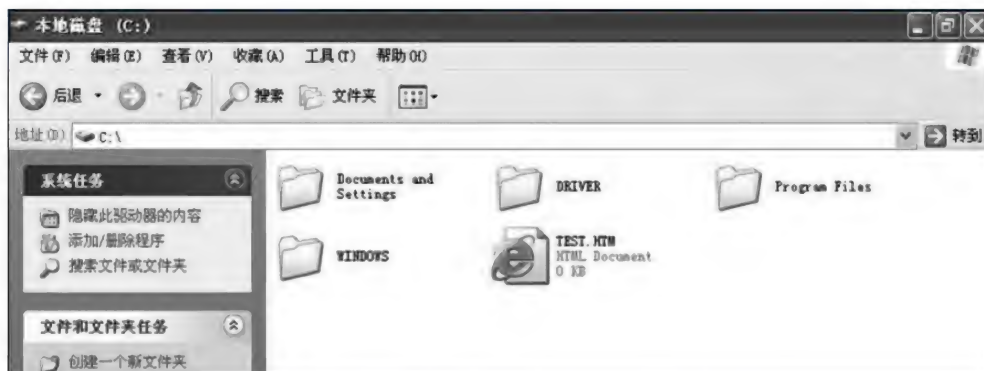 本地磁盘 (C:)
文件(F) 编辑(E) 查看(V) 收藏(A) 工具(T) 帮助(H)
后退 搜索 文件夹
地址(D) C:\ 转到
系统任务
隐藏此驱动器的内容
添加/删除程序
搜索文件或文件夹
文件和文件夹任务
创建一个新文件夹
Documents and
Settings
DRIVER
Program Files
WINDOWS
TEST.HTM
HTML Document
0 KB